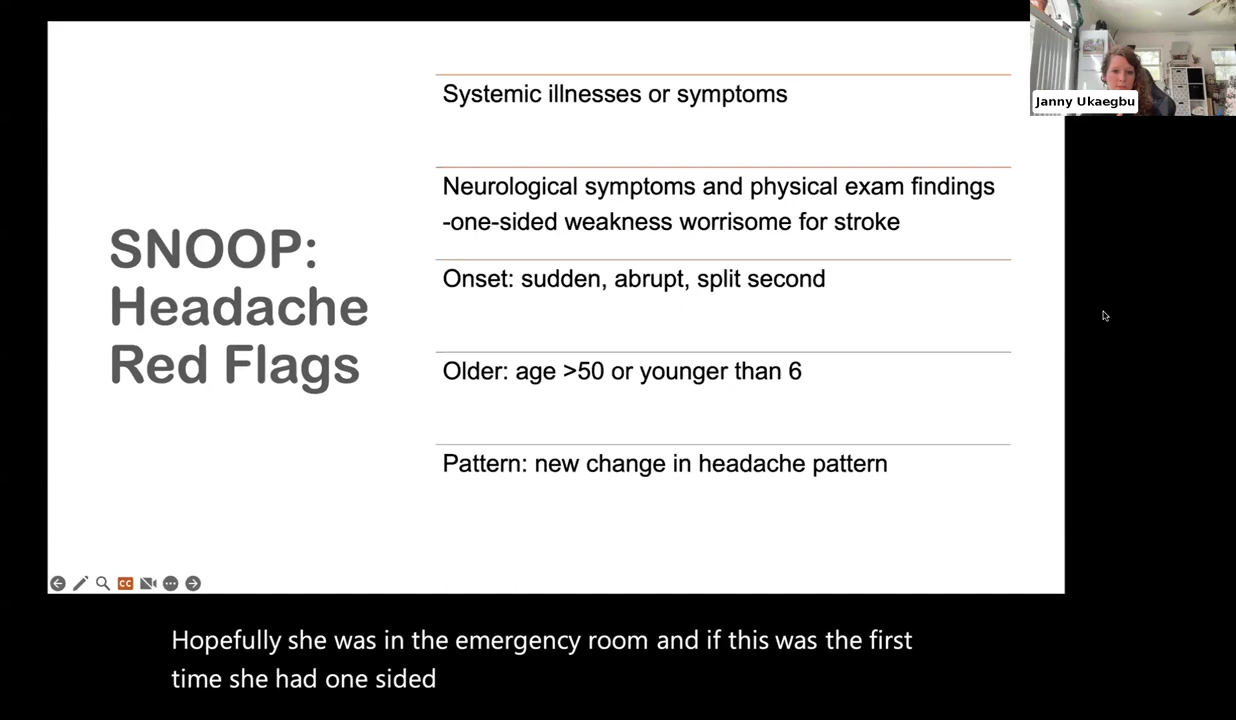 Systemic illnesses or symptoms
Janny Ukaegbu
Neurological symptoms and physical exam findings
-one-sided weakness worrisome for stroke
SNOOP:
Headache
Red Flags
Onset: sudden, abrupt, split second
Older: age >50 or younger than 6
Pattern: new change in headache pattern
CC
Hopefully she was in the emergency room and if this was the first
time she had one sided